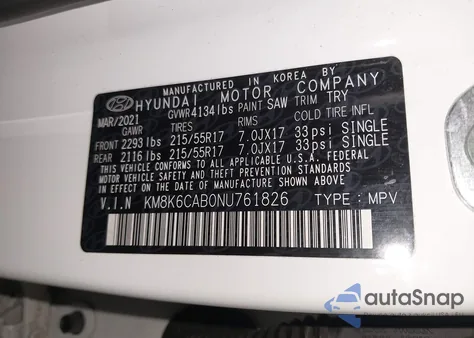 MANUFACTURED IN KOREA BY
HYUNDAI MOTOR COMPANY
MAR/2021 GVWR 4134lbs PAINT SAW TRIM TRY
GAWR TIRES RIMS COLD TIRE INFL
FRONT 2293lbs 215/55R17 7.0JX17 33psi SINGLE
REAR 2116lbs 215/55R17 7.0JX17 33psi SINGLE
THIS VEHICLE CONFORMS TO ALL APPLICABLE U.S.A. FEDERAL
MOTOR VEHICLE SAFETY AND THEFT PREVENTION STANDARDS
IN EFFECT ON THE DATE OF MANUFACTURE SHOWN ABOVE.
V.I.N KM8K6CAB0NU761826 TYPE : MPV
autoSnap